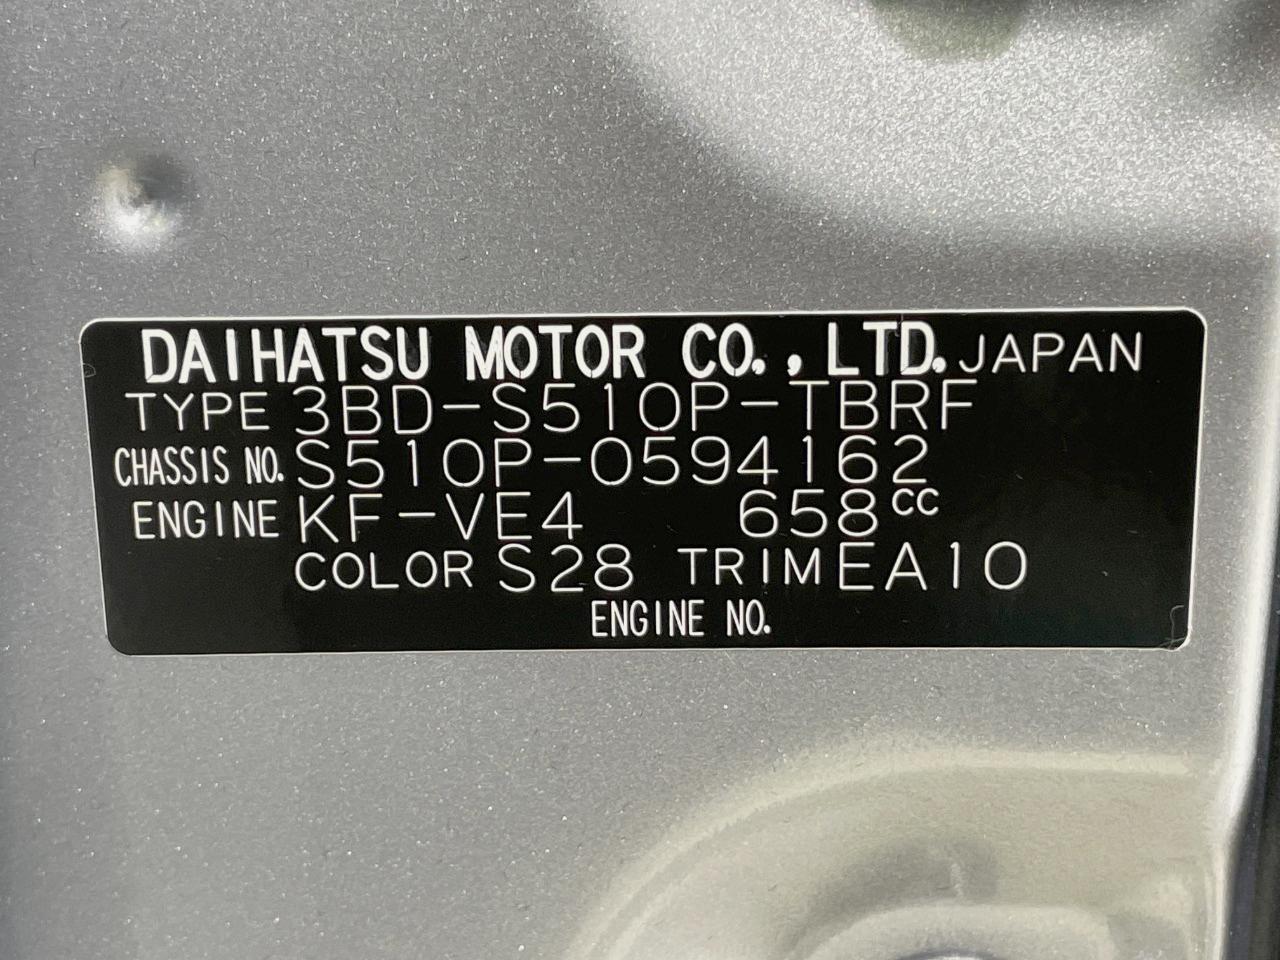 DAIHATSU MOTOR CO., LTD. JAPAN
TYPE 3BD-S510P-TBRF
CHASSIS NO. S510P-0594162
ENGINE KF-VE4 658cc
COLOR S28 TRIM EA10
ENGINE NO.